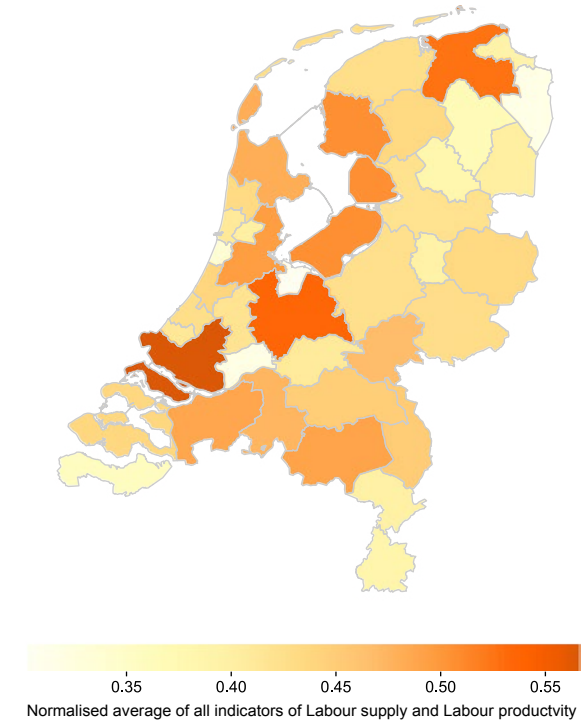 0.35 0.40 0.45 0.50 0.55
Normalised average of all indicators of Labour supply and Labour productvity